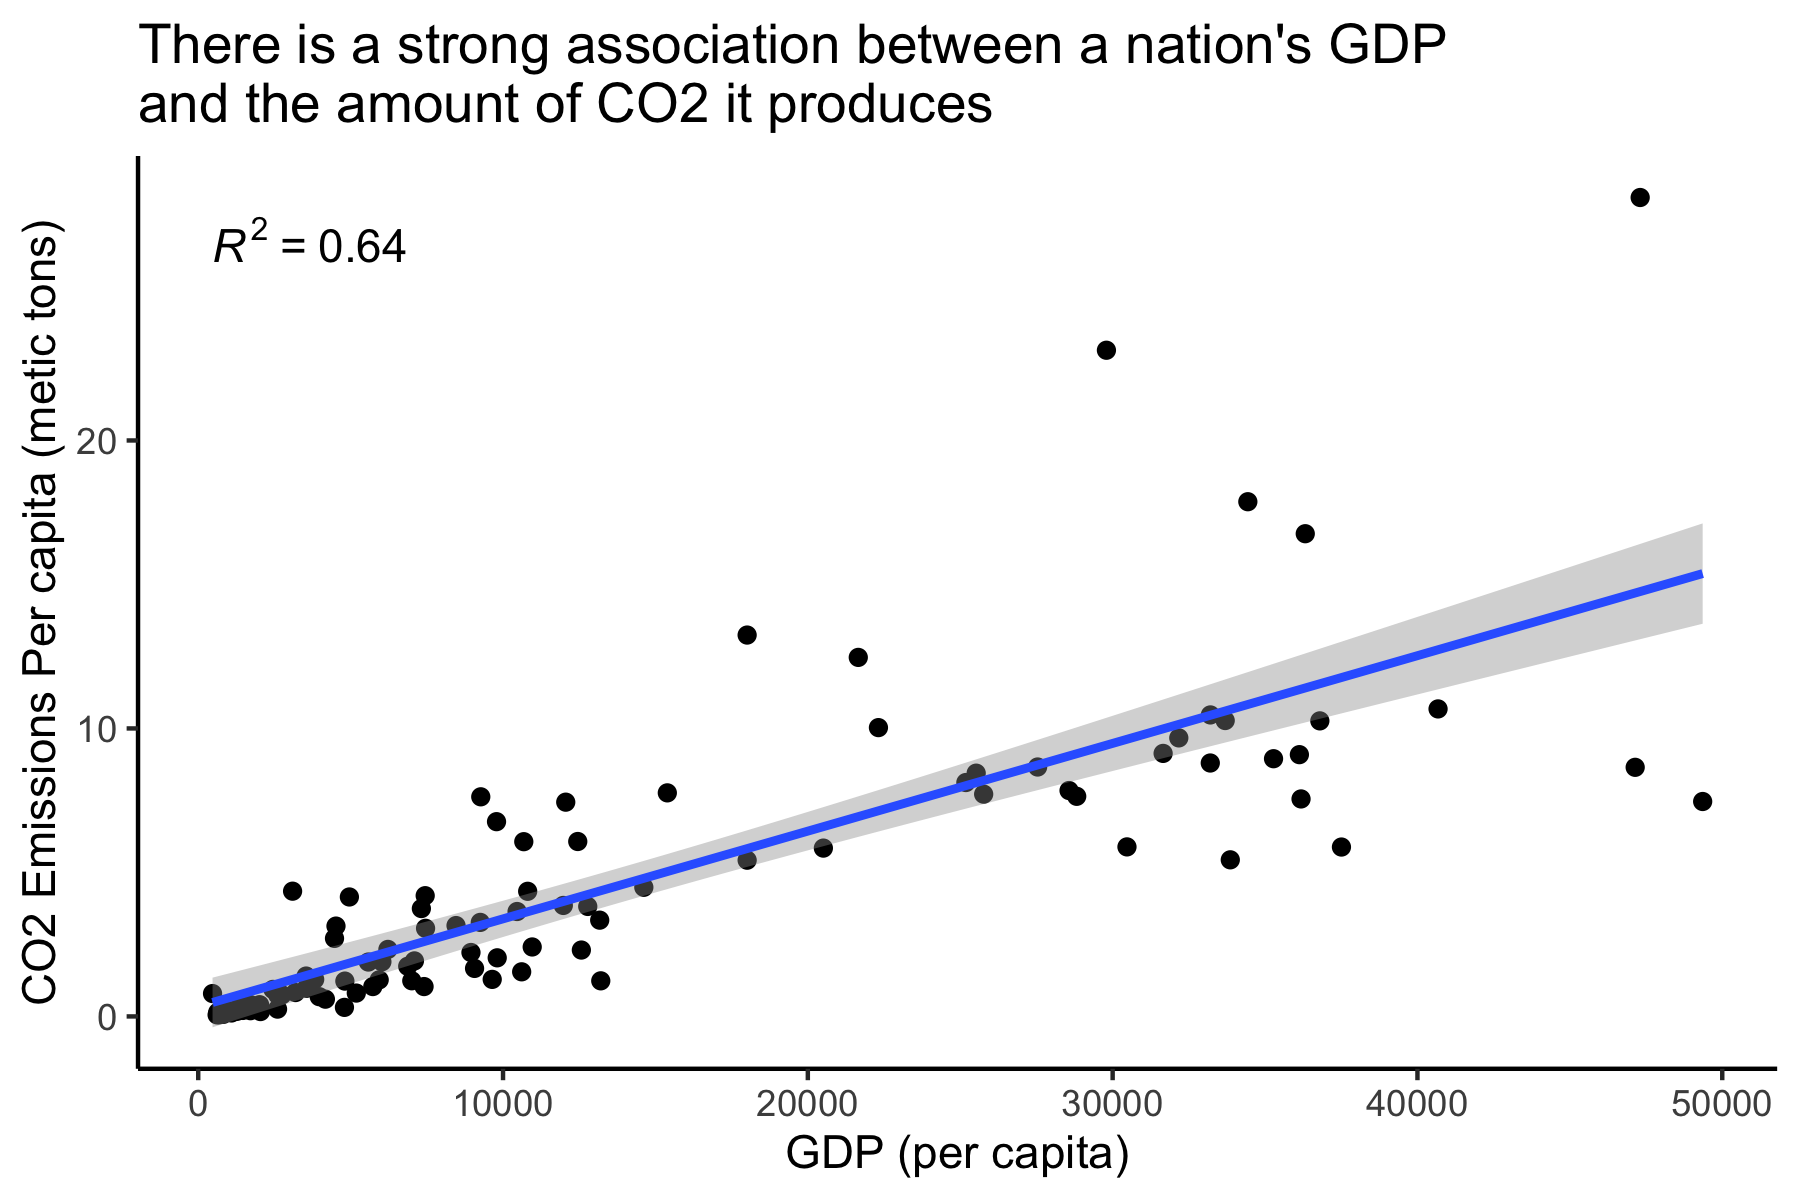 There is a strong association between a nation's GDP
and the amount of CO2 it produces
R² = 0.64
CO2 Emissions Per capita (metic tons)
20
10
0
0 10000 20000 30000 40000 50000
GDP (per capita)